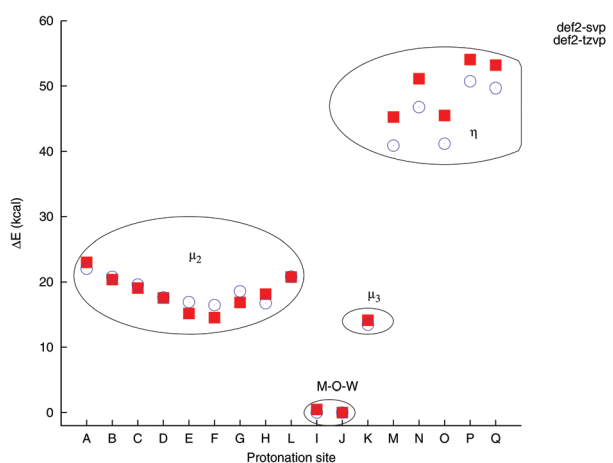 def2-svp
def2-tzvp
60
50
40
30
20
10
0
ΔE (kcal)
η
μ2
μ3
M-O-W
A B C D E F G H L I J K M N O P Q
Protonation site